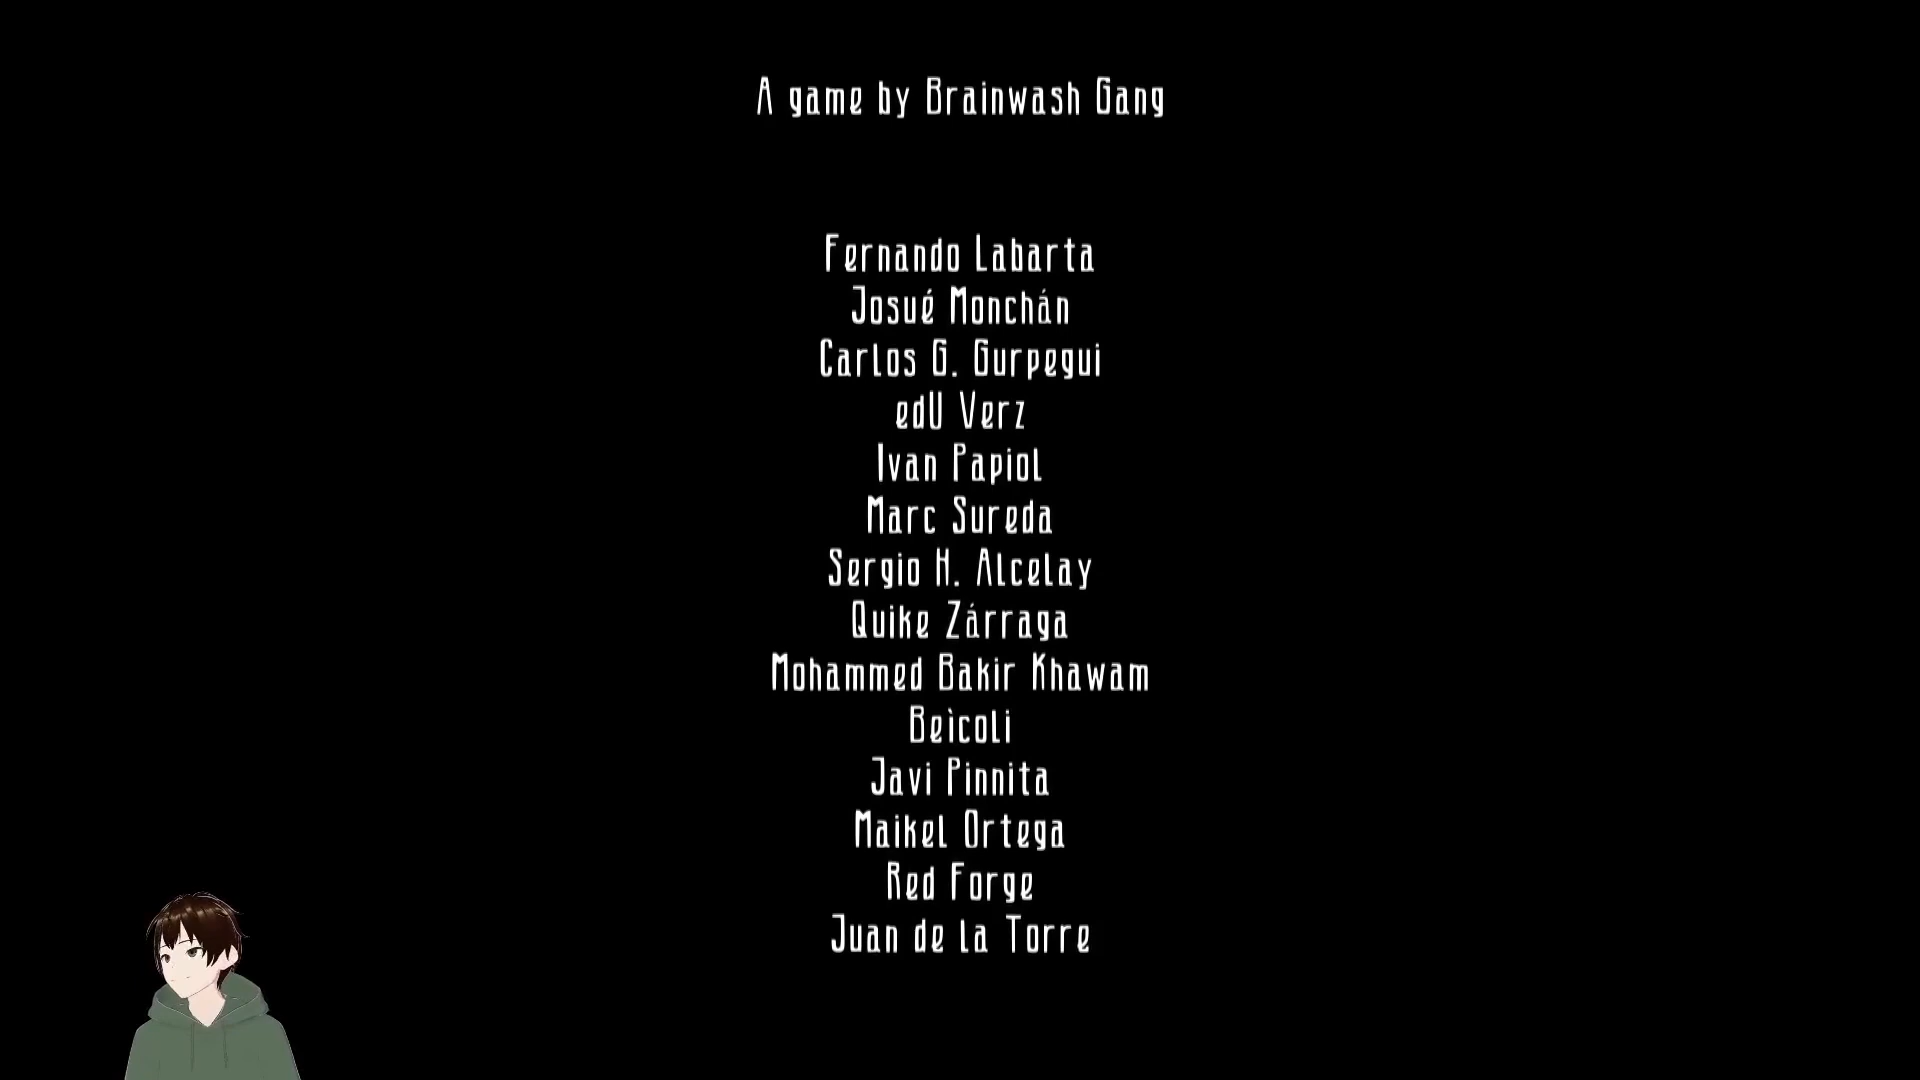 A game by Brainwash Gang
Fernando Labarta
Josué Monchán
Carlos G. Gurpegui
edU Verz
Ivan Papiol
Marc Sureda
Sergio H. Alcelay
Quike Zárraga
Mohammed Bakir Khawam
Beìcoli
Javi Pinnita
Maikel Ortega
Red Forge
Juan de la Torre